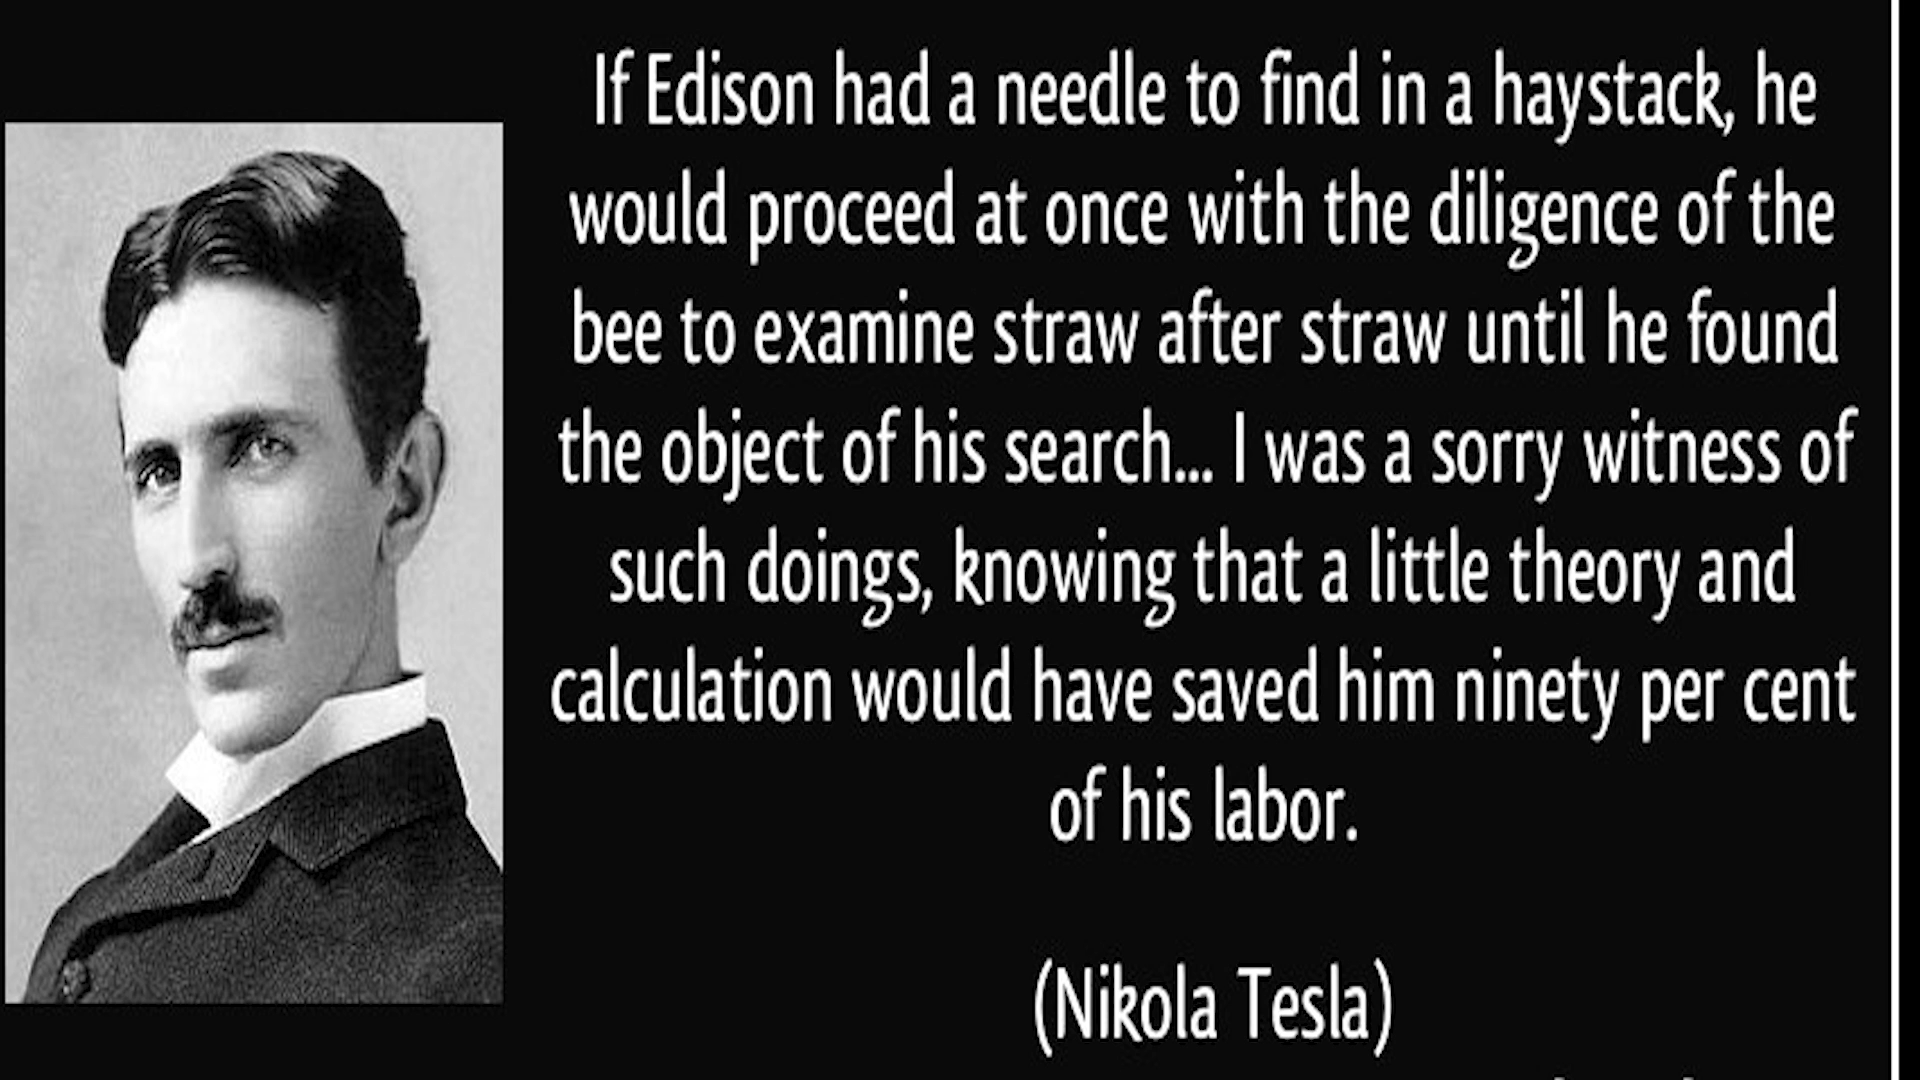 If Edison had a needle to find in a haystack, he
would proceed at once with the diligence of the
bee to examine straw after straw until he found
the object of his search... I was a sorry witness of
such doings, knowing that a little theory and
calculation would have saved him ninety per cent
of his labor.
(Nikola Tesla)